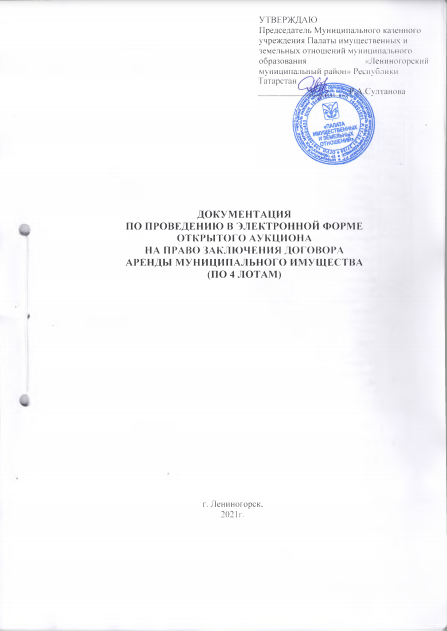 УТВЕРЖДАЮ
Председатель Муниципального казенного
учреждения Палаты имущественных и
земельных отношений муниципального
образования «Лениногорский
муниципальный район» Республики
Татарстан
Султанова
«ПАЛАТА
ИМУЩЕСТВЕННЫХ
И ЗЕМЕЛЬНЫХ
ОТНОШЕНИЙ»
ДОКУМЕНТАЦИЯ
ПО ПРОВЕДЕНИЮ В ЭЛЕКТРОННОЙ ФОРМЕ
ОТКРЫТОГО АУКЦИОНА
НА ПРАВО ЗАКЛЮЧЕНИЯ ДОГОВОРА
АРЕНДЫ МУНИЦИПАЛЬНОГО ИМУЩЕСТВА
(ПО 4 ЛОТАМ)
г. Лениногорск.
2021г.